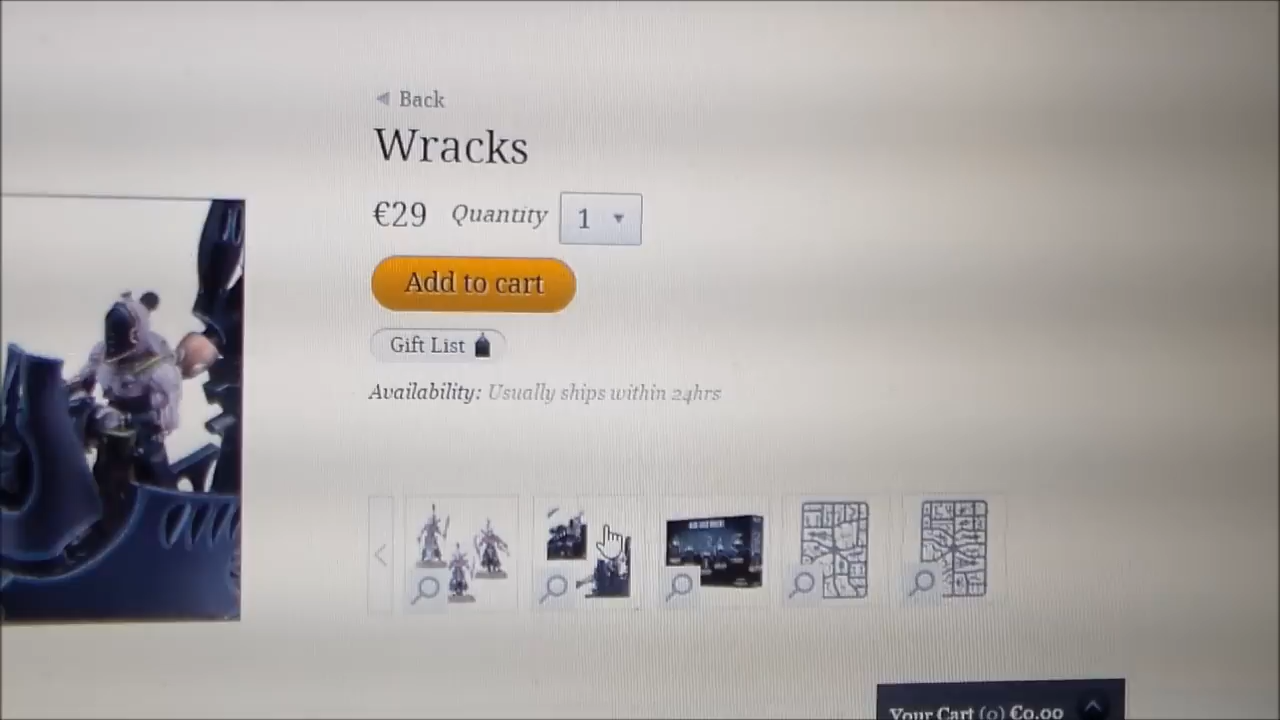 Back
Wracks
€29 Quantity 1
Add to cart
Gift List
Availability: Usually ships within 24hrs
Your Cart (0) €0.00